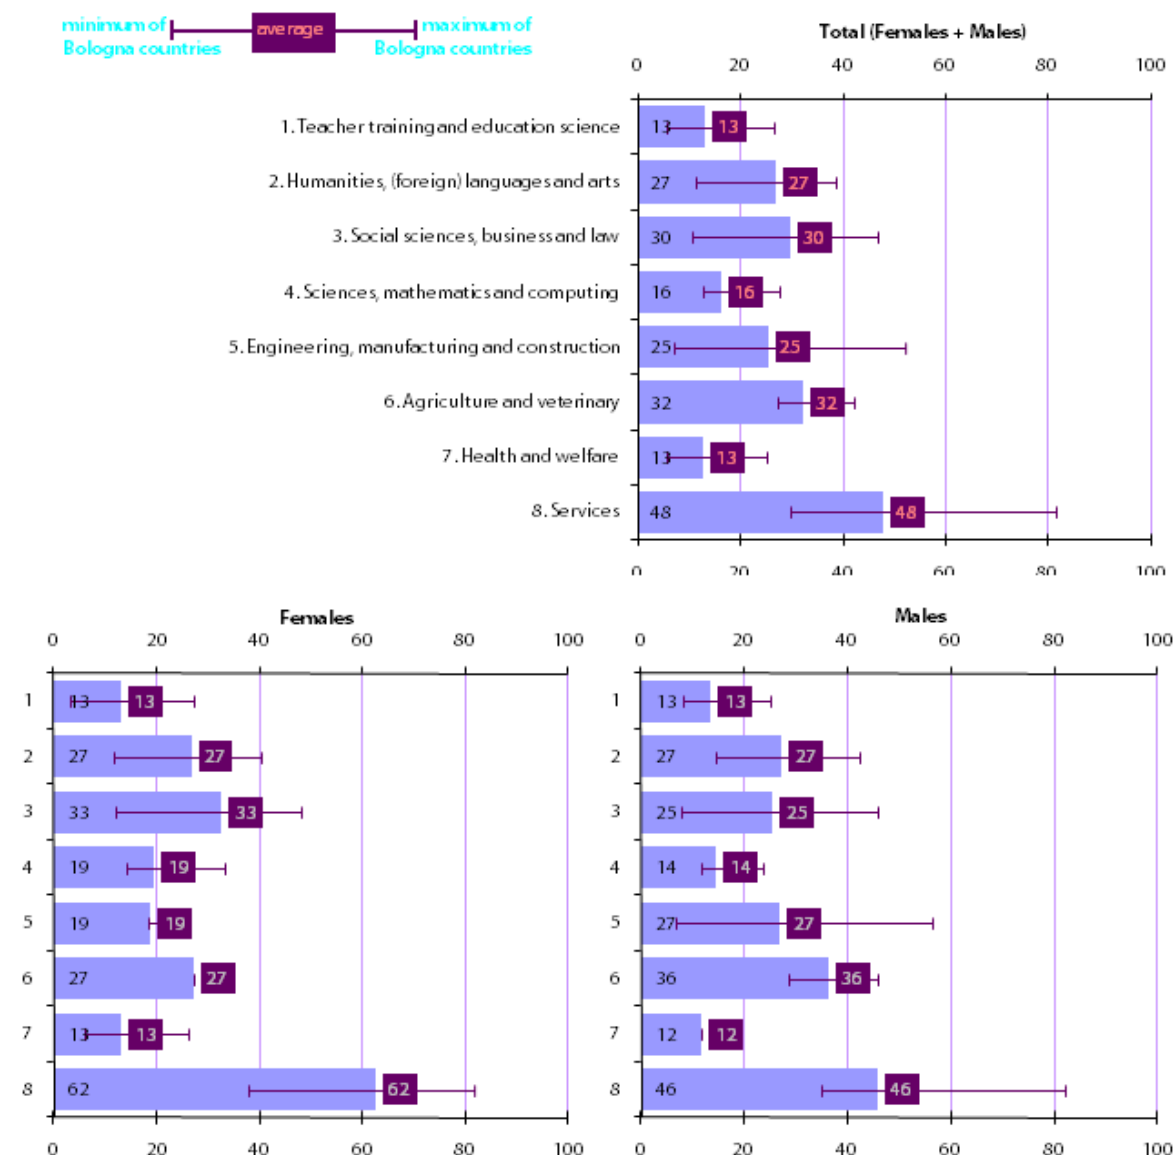 minimum of
Bologna countries
average
maximum of
Bologna countries
Total (Females + Males)
0 20 40 60 80 100
1. Teacher training and education science 13 13
2. Humanities, (foreign) languages and arts 27 27
3. Social sciences, business and law 30 30
4. Sciences, mathematics and computing 16 16
5. Engineering, manufacturing and construction 25 25
6. Agriculture and veterinary 32 32
7. Health and welfare 13 13
8. Services 48 48
0 20 40 60 80 100
Females
0 20 40 60 80 100
1 13 13
2 27 27
3 33 33
4 19 19
5 19 19
6 27 27
7 13 13
8 62 62
0 20 40 60 80 100
Males
0 20 40 60 80 100
1 13 13
2 27 27
3 25 25
4 14 14
5 27 27
6 36 36
7 12 12
8 46 46
0 20 40 60 80 100